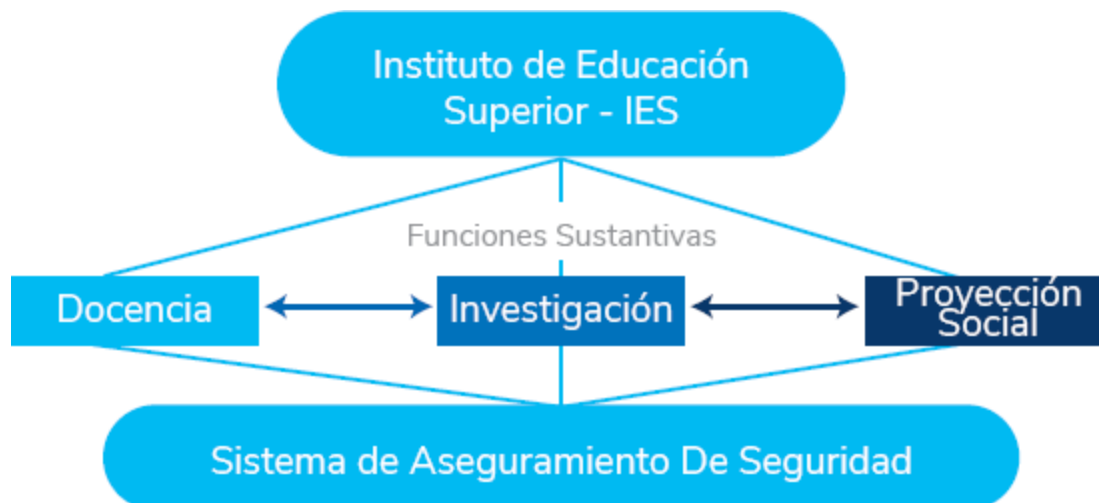 Instituto de Educación
Superior - IES
Funciones Sustantivas
Docencia
Investigación
Proyección
Social
Sistema de Aseguramiento De Seguridad